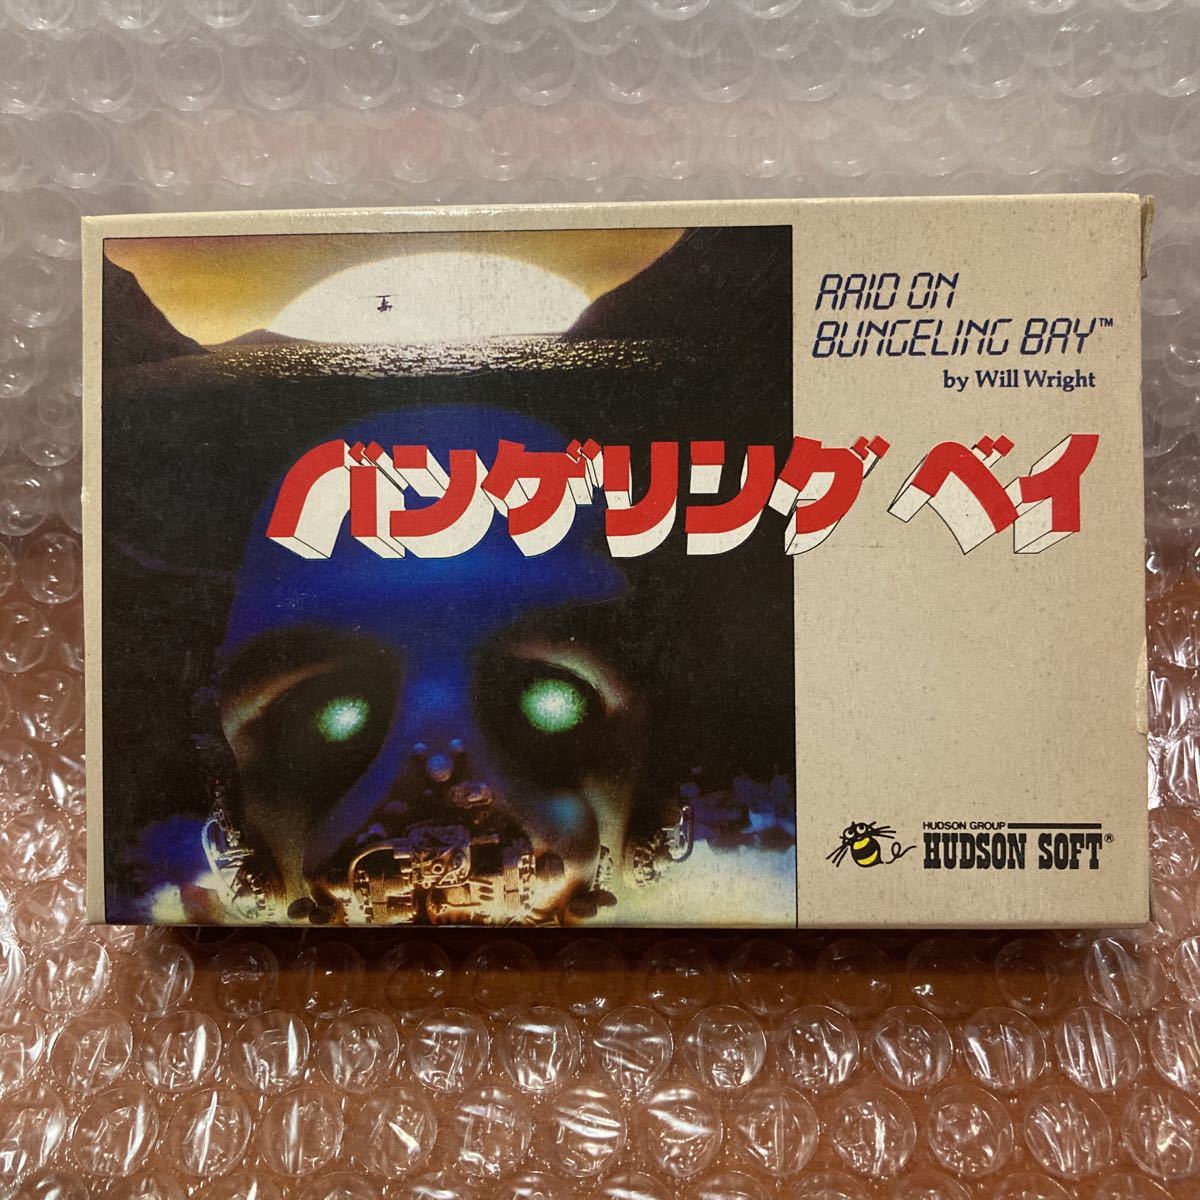 RAID ON
BUNGELING BAY™
by Will Wright
バンゲリング ベイ
HUDSON GROUP
HUDSON SOFT®